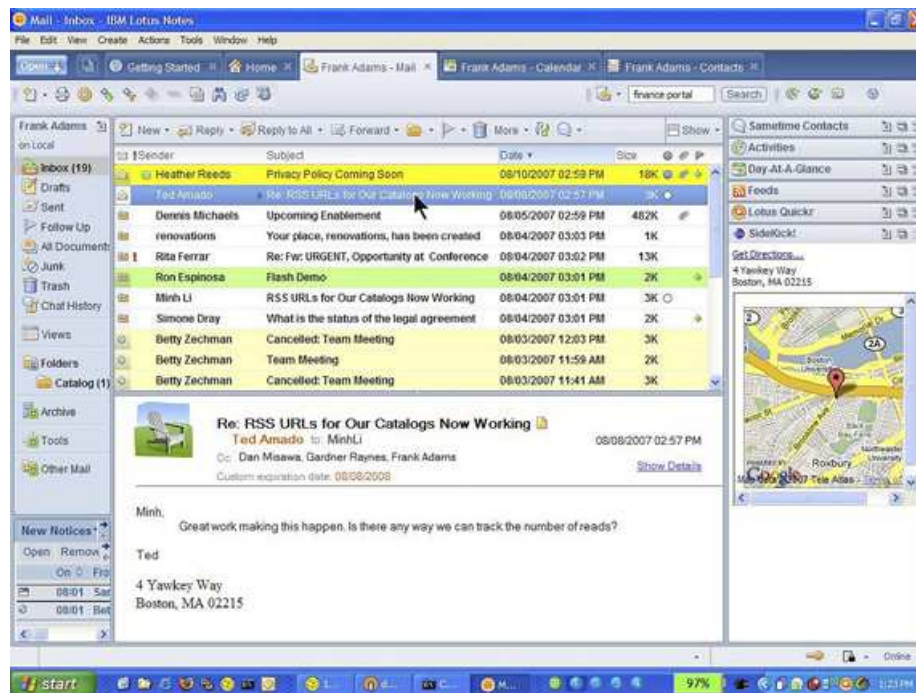 Mail - Inbox - IBM Lotus Notes
File Edit View Create Actions Tools Window Help
Open Getting Started Home Frank Adams - Mail Frank Adams - Calendar Frank Adams - Contacts
finance portal Search
Frank Adams
on Local
New Reply Reply to All Forward More Show
Sender Subject Date Size
Inbox (19)
Drafts
Sent
Follow Up
All Documents
Junk
Trash
Chat History
Views
Folders
Catalog (1)
Archive
Tools
Other Mail
Heather Reeds Privacy Policy Coming Soon 08/10/2007 02:59 PM 18K
Ted Amado Re: RSS URLs for Our Catalogs Now Working 08/08/2007 02:57 PM 3K
Dennis Michaels Upcoming Enablement 08/05/2007 02:59 PM 482K
renovations Your place, renovations, has been created 08/04/2007 03:03 PM 1K
Rita Ferrar Re: Fw: URGENT, Opportunity at Conference 08/04/2007 03:02 PM 13K
Ron Espinosa Flash Demo 08/04/2007 03:01 PM 2K
Minh Li RSS URLs for Our Catalogs Now Working 08/04/2007 03:01 PM 3K
Simone Dray What is the status of the legal agreement 08/04/2007 03:01 PM 2K
Betty Zechman Cancelled: Team Meeting 08/03/2007 12:03 PM 3K
Betty Zechman Team Meeting 08/03/2007 11:59 AM 2K
Betty Zechman Cancelled: Team Meeting 08/03/2007 11:41 AM 3K
Re: RSS URLs for Our Catalogs Now Working
Ted Amado to: MinhLi 08/08/2007 02:57 PM
Cc: Dan Misawa, Gardner Raynes, Frank Adams
Show Details
Custom expiration date: 08/08/2008
Minh,
Great work making this happen. Is there any way we can track the number of reads?
Ted
4 Yawkey Way
Boston, MA 02215
New Notices
Open Remov
On Fro
08/01 Sar
08/01 Bet
Sametime Contacts
Activities
Day-At-A-Glance
Feeds
Lotus Quickr
SideKick!
Get Directions...
4 Yawkey Way
Boston, MA 02215
2
2A
Boston
Roxbury
Northeastern
University
Google
Online
start 97% 1:23 PM